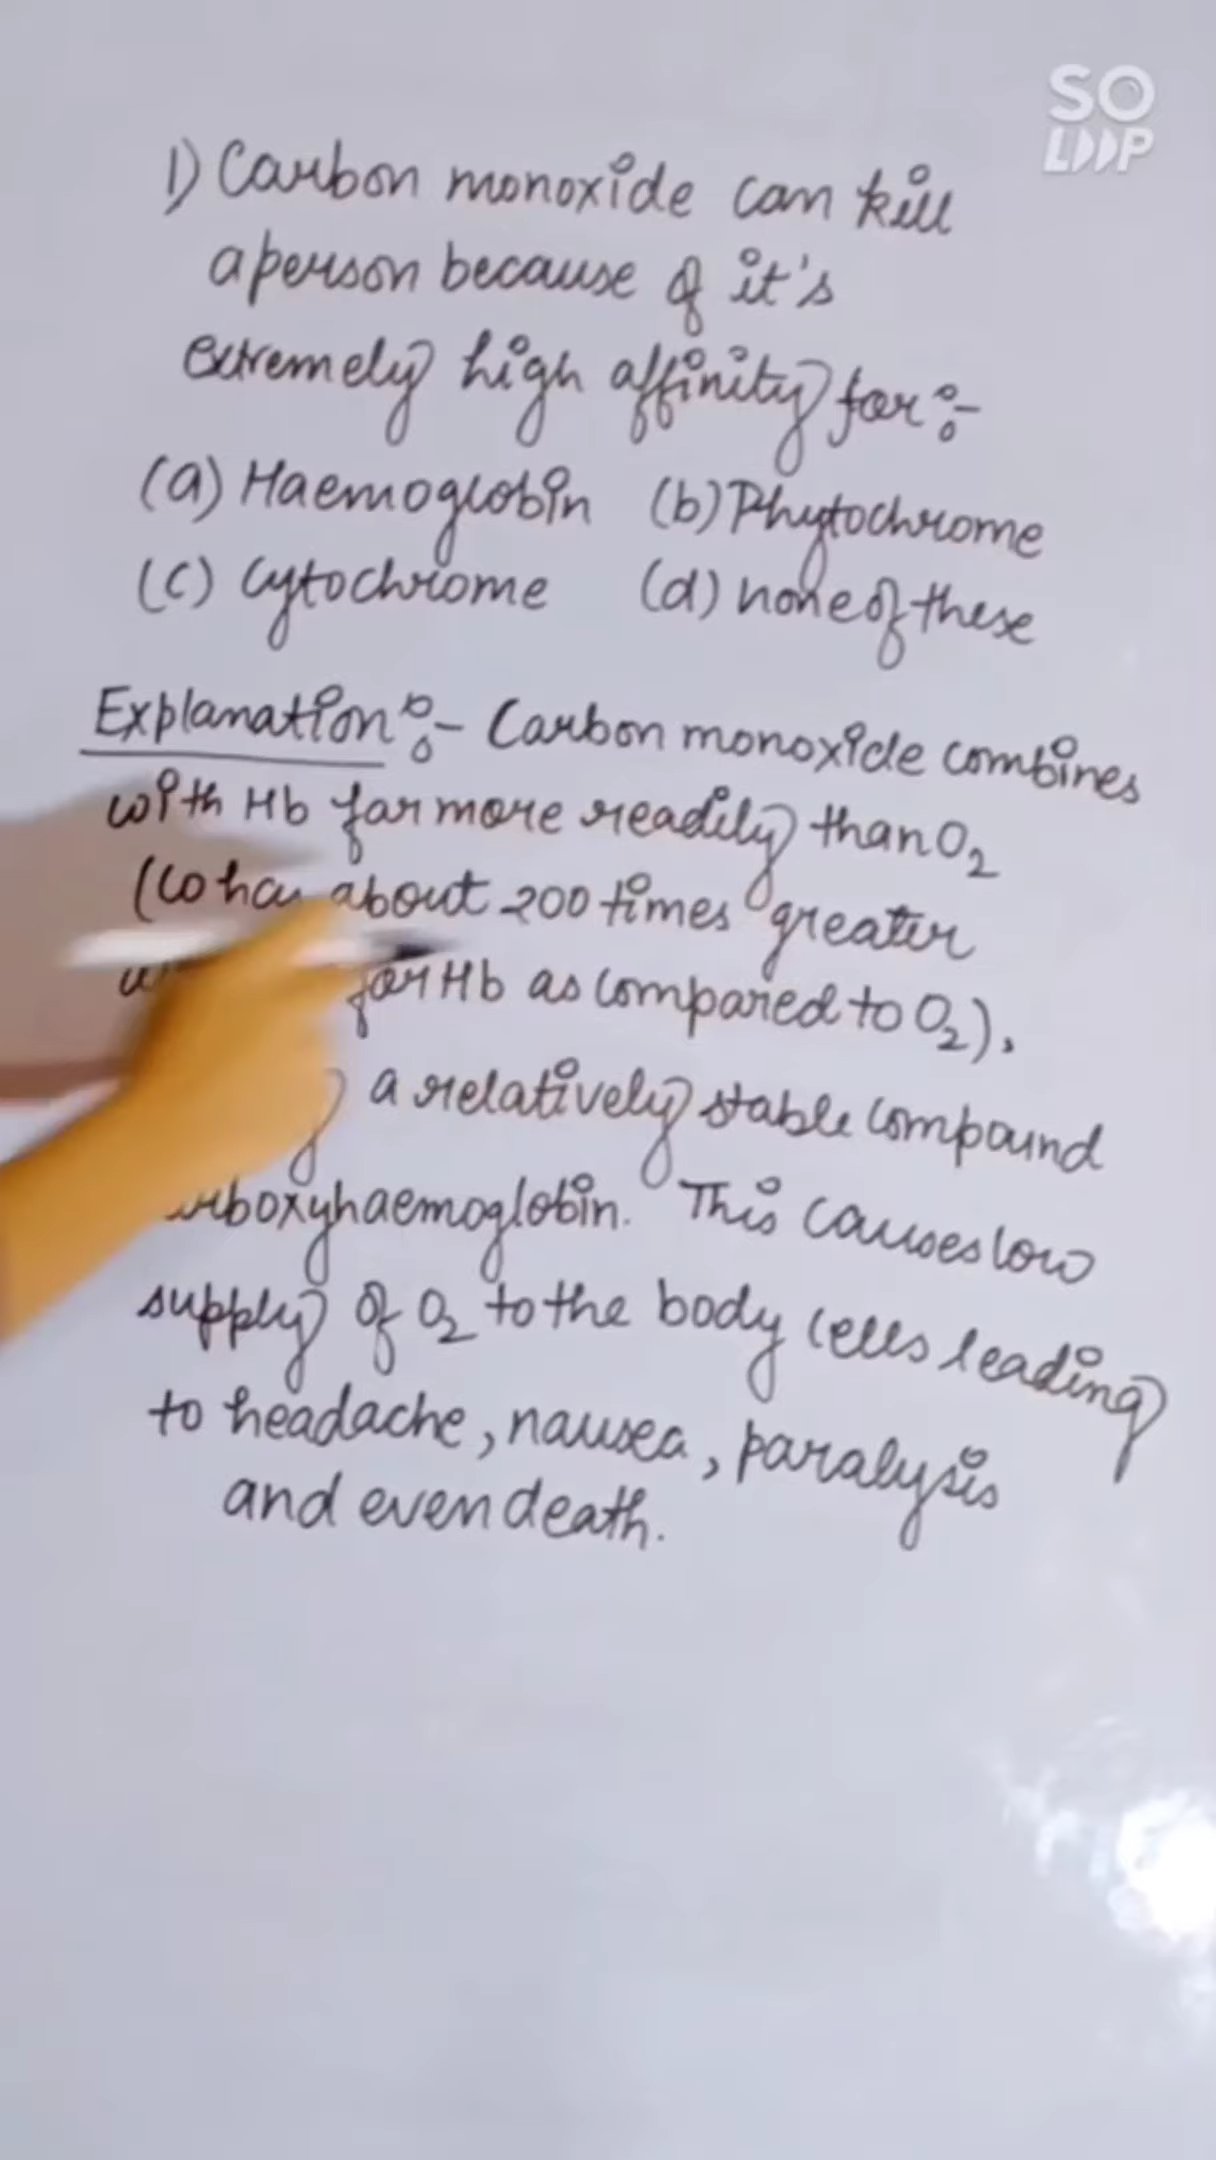 SO
LOOP
1) Carbon monoxide can kill
a person because of it's
extremely high affinity for :-
(a) Haemoglobin (b) Phytochrome
(c) Cytochrome (d) none of these
Explanation :- Carbon monoxide combines
with Hb far more readily than O₂
(CO has about 200 times greater
for Hb as compared to O₂),
a relatively stable compound
This causes low
supply of O₂ to the body cells leading
to headache, nausea, paralysis
and even death.